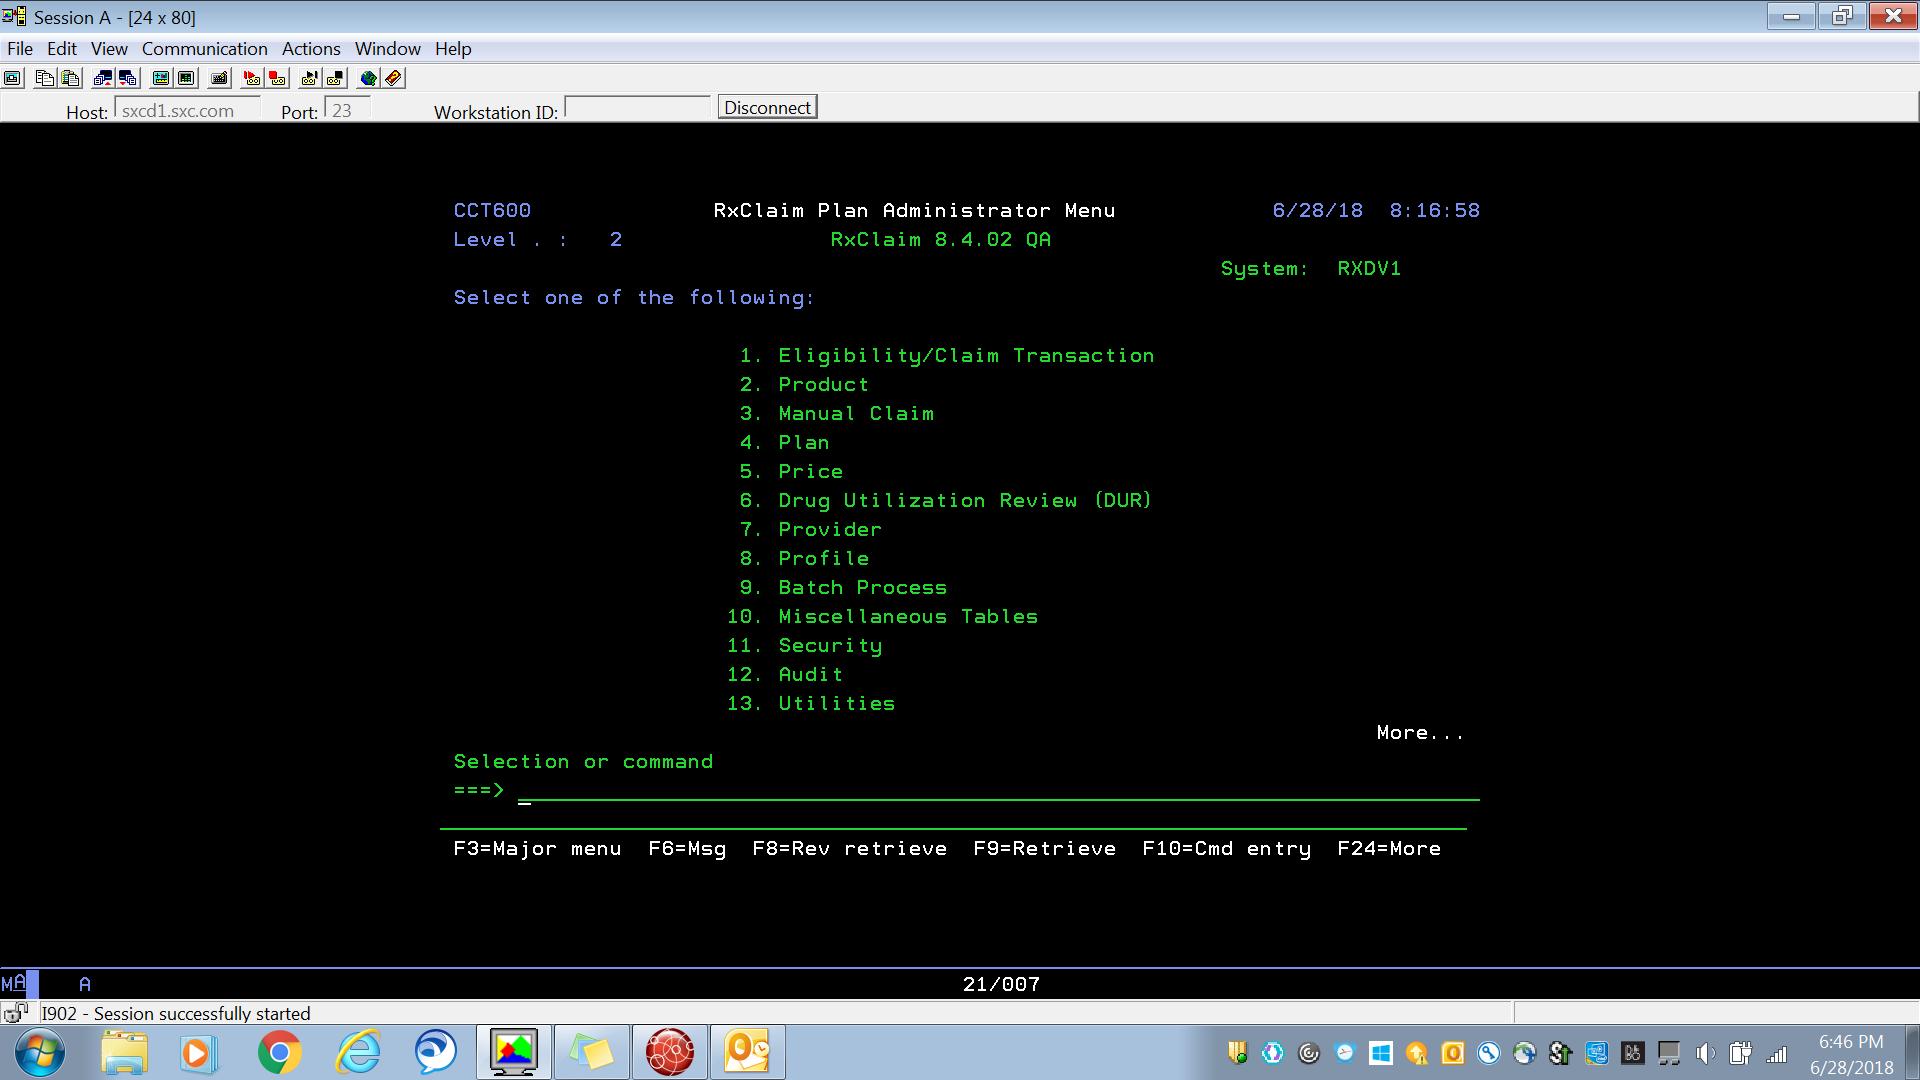 Session A - [24 x 80]
File Edit View Communication Actions Window Help
Host: sxcd1.sxc.com Port: 23 Workstation ID: Disconnect
CCT600 RxClaim Plan Administrator Menu 6/28/18 8:16:58
Level . : 2 RxClaim 8.4.02 QA
System: RXDV1
Select one of the following:
1. Eligibility/Claim Transaction
2. Product
3. Manual Claim
4. Plan
5. Price
6. Drug Utilization Review (DUR)
7. Provider
8. Profile
9. Batch Process
10. Miscellaneous Tables
11. Security
12. Audit
13. Utilities
More...
Selection or command
===>
F3=Major menu F6=Msg F8=Rev retrieve F9=Retrieve F10=Cmd entry F24=More
MA A 21/007
I902 - Session successfully started
6:46 PM
6/28/2018